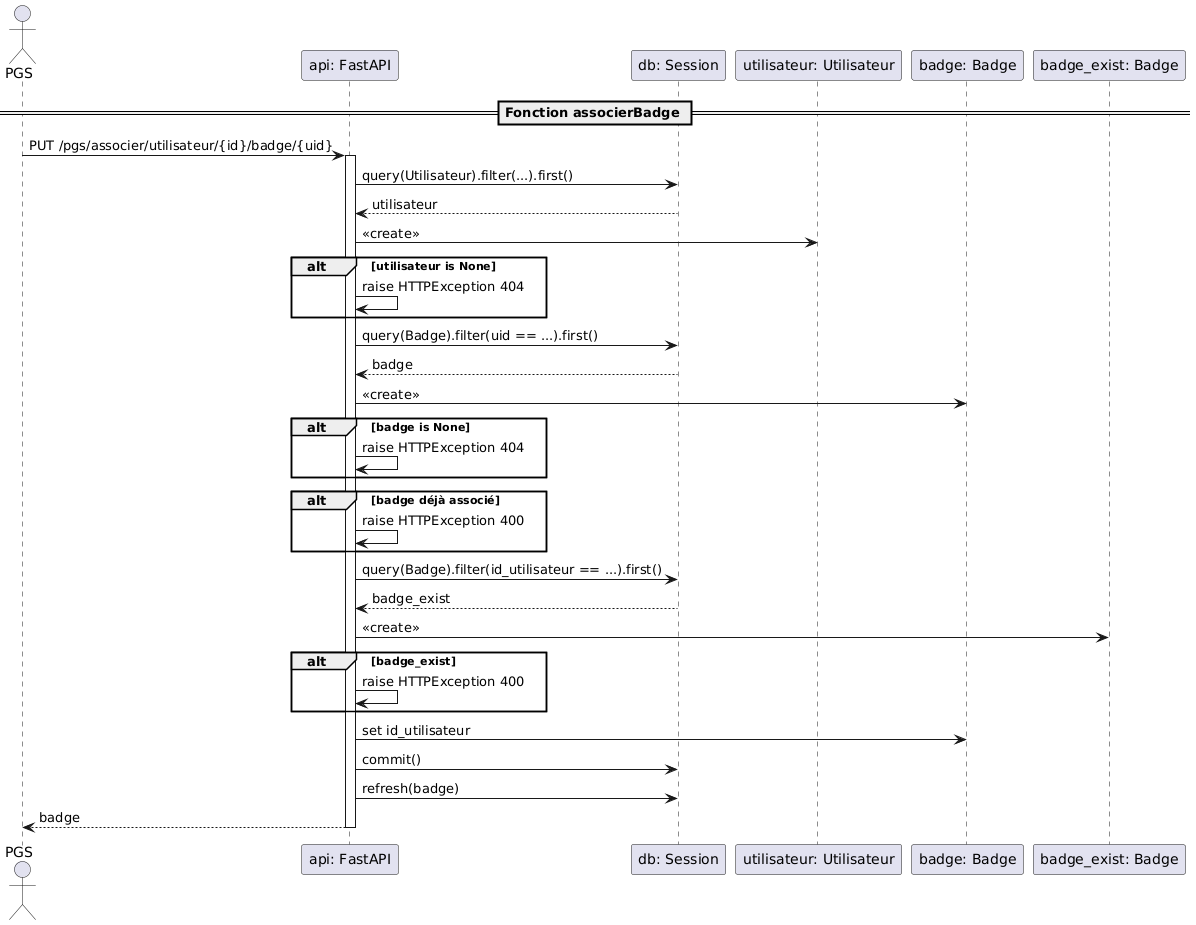 PGS
api: FastAPI
db: Session
utilisateur: Utilisateur
badge: Badge
badge_exist: Badge
Fonction associerBadge
PUT /pgs/associer/utilisateur/{id}/badge/{uid}
query(Utilisateur).filter(...).first()
utilisateur
«create»
alt [utilisateur is None]
raise HTTPException 404
query(Badge).filter(uid == ...).first()
badge
«create»
alt [badge is None]
raise HTTPException 404
alt [badge déjà associé]
raise HTTPException 400
query(Badge).filter(id_utilisateur == ...).first()
badge_exist
«create»
alt [badge_exist]
raise HTTPException 400
set id_utilisateur
commit()
refresh(badge)
badge
PGS
api: FastAPI
db: Session
utilisateur: Utilisateur
badge: Badge
badge_exist: Badge